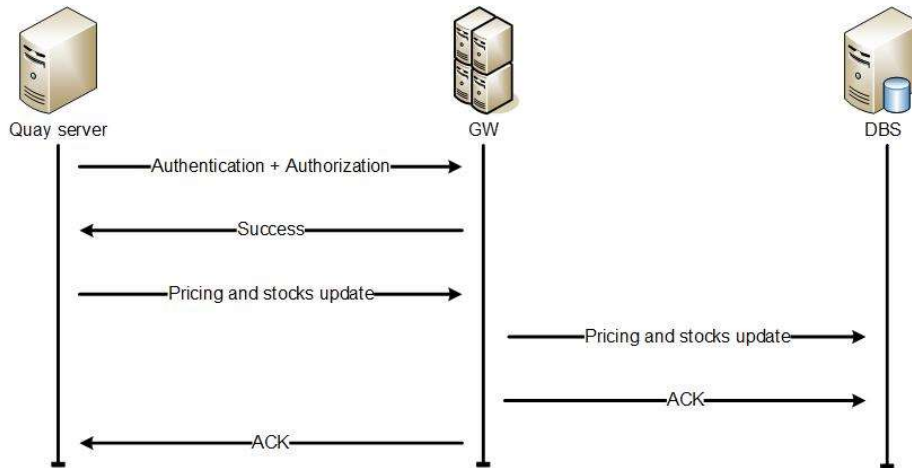 Quay server
GW
DBS
Authentication + Authorization
Success
Pricing and stocks update
Pricing and stocks update
ACK
ACK